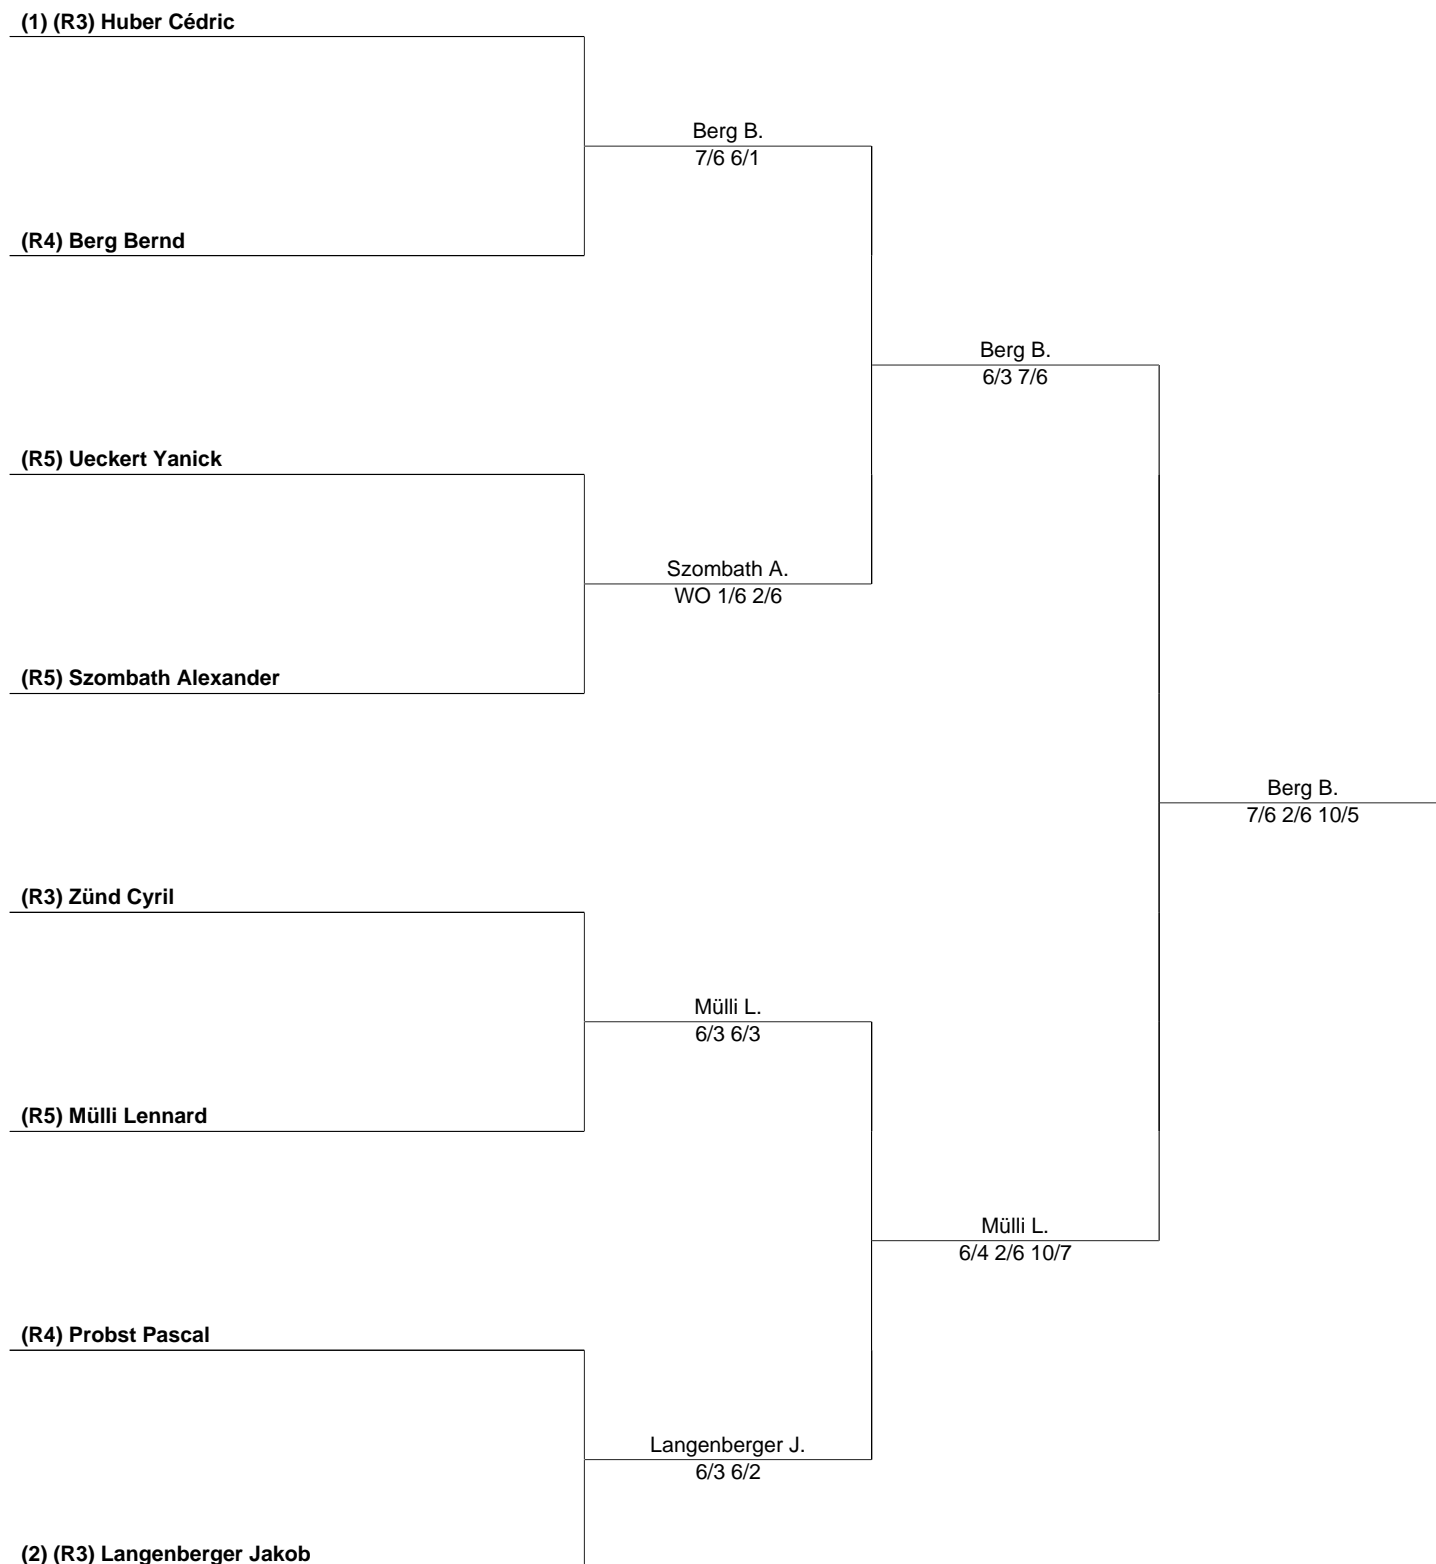 (1) (R3) Huber Cédric
Berg B.
7/6 6/1
(R4) Berg Bernd
Berg B.
6/3 7/6
(R5) Ueckert Yanick
Szombath A.
WO 1/6 2/6
(R5) Szombath Alexander
Berg B.
7/6 2/6 10/5
(R3) Zünd Cyril
Mülli L.
6/3 6/3
(R5) Mülli Lennard
Mülli L.
6/4 2/6 10/7
(R4) Probst Pascal
Langenberger J.
6/3 6/2
(2) (R3) Langenberger Jakob